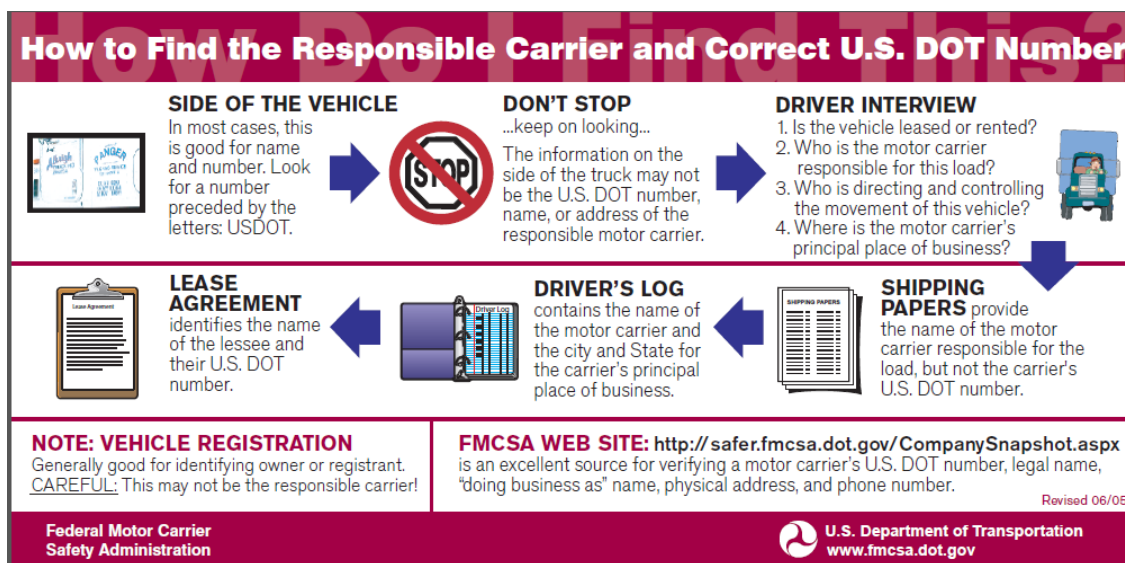 How to Find the Responsible Carrier and Correct U.S. DOT Number
How Do I Find This?
SIDE OF THE VEHICLE
In most cases, this
is good for name
and number. Look
for a number
preceded by the
letters: USDOT.
RANGER
STOP
DON'T STOP
...keep on looking...
The information on the
side of the truck may not
be the U.S. DOT number,
name, or address of the
responsible motor carrier.
DRIVER INTERVIEW
1. Is the vehicle leased or rented?
2. Who is the motor carrier
responsible for this load?
3. Who is directing and controlling
the movement of this vehicle?
4. Where is the motor carrier's
principal place of business?
SHIPPING PAPERS
SHIPPING
PAPERS provide
the name of the motor
carrier responsible for the
load, but not the carrier's
U.S. DOT number.
Driver Log
DRIVER'S LOG
contains the name of
the motor carrier and
the city and State for
the carrier's principal
place of business.
Lease Agreement
LEASE
AGREEMENT
identifies the name
of the lessee and
their U.S. DOT
number.
NOTE: VEHICLE REGISTRATION
Generally good for identifying owner or registrant.
CAREFUL: This may not be the responsible carrier!
FMCSA WEB SITE: http://safer.fmcsa.dot.gov/CompanySnapshot.aspx
is an excellent source for verifying a motor carrier's U.S. DOT number, legal name,
"doing business as" name, physical address, and phone number.
Revised 06/05
Federal Motor Carrier
Safety Administration
U.S. Department of Transportation
www.fmcsa.dot.gov